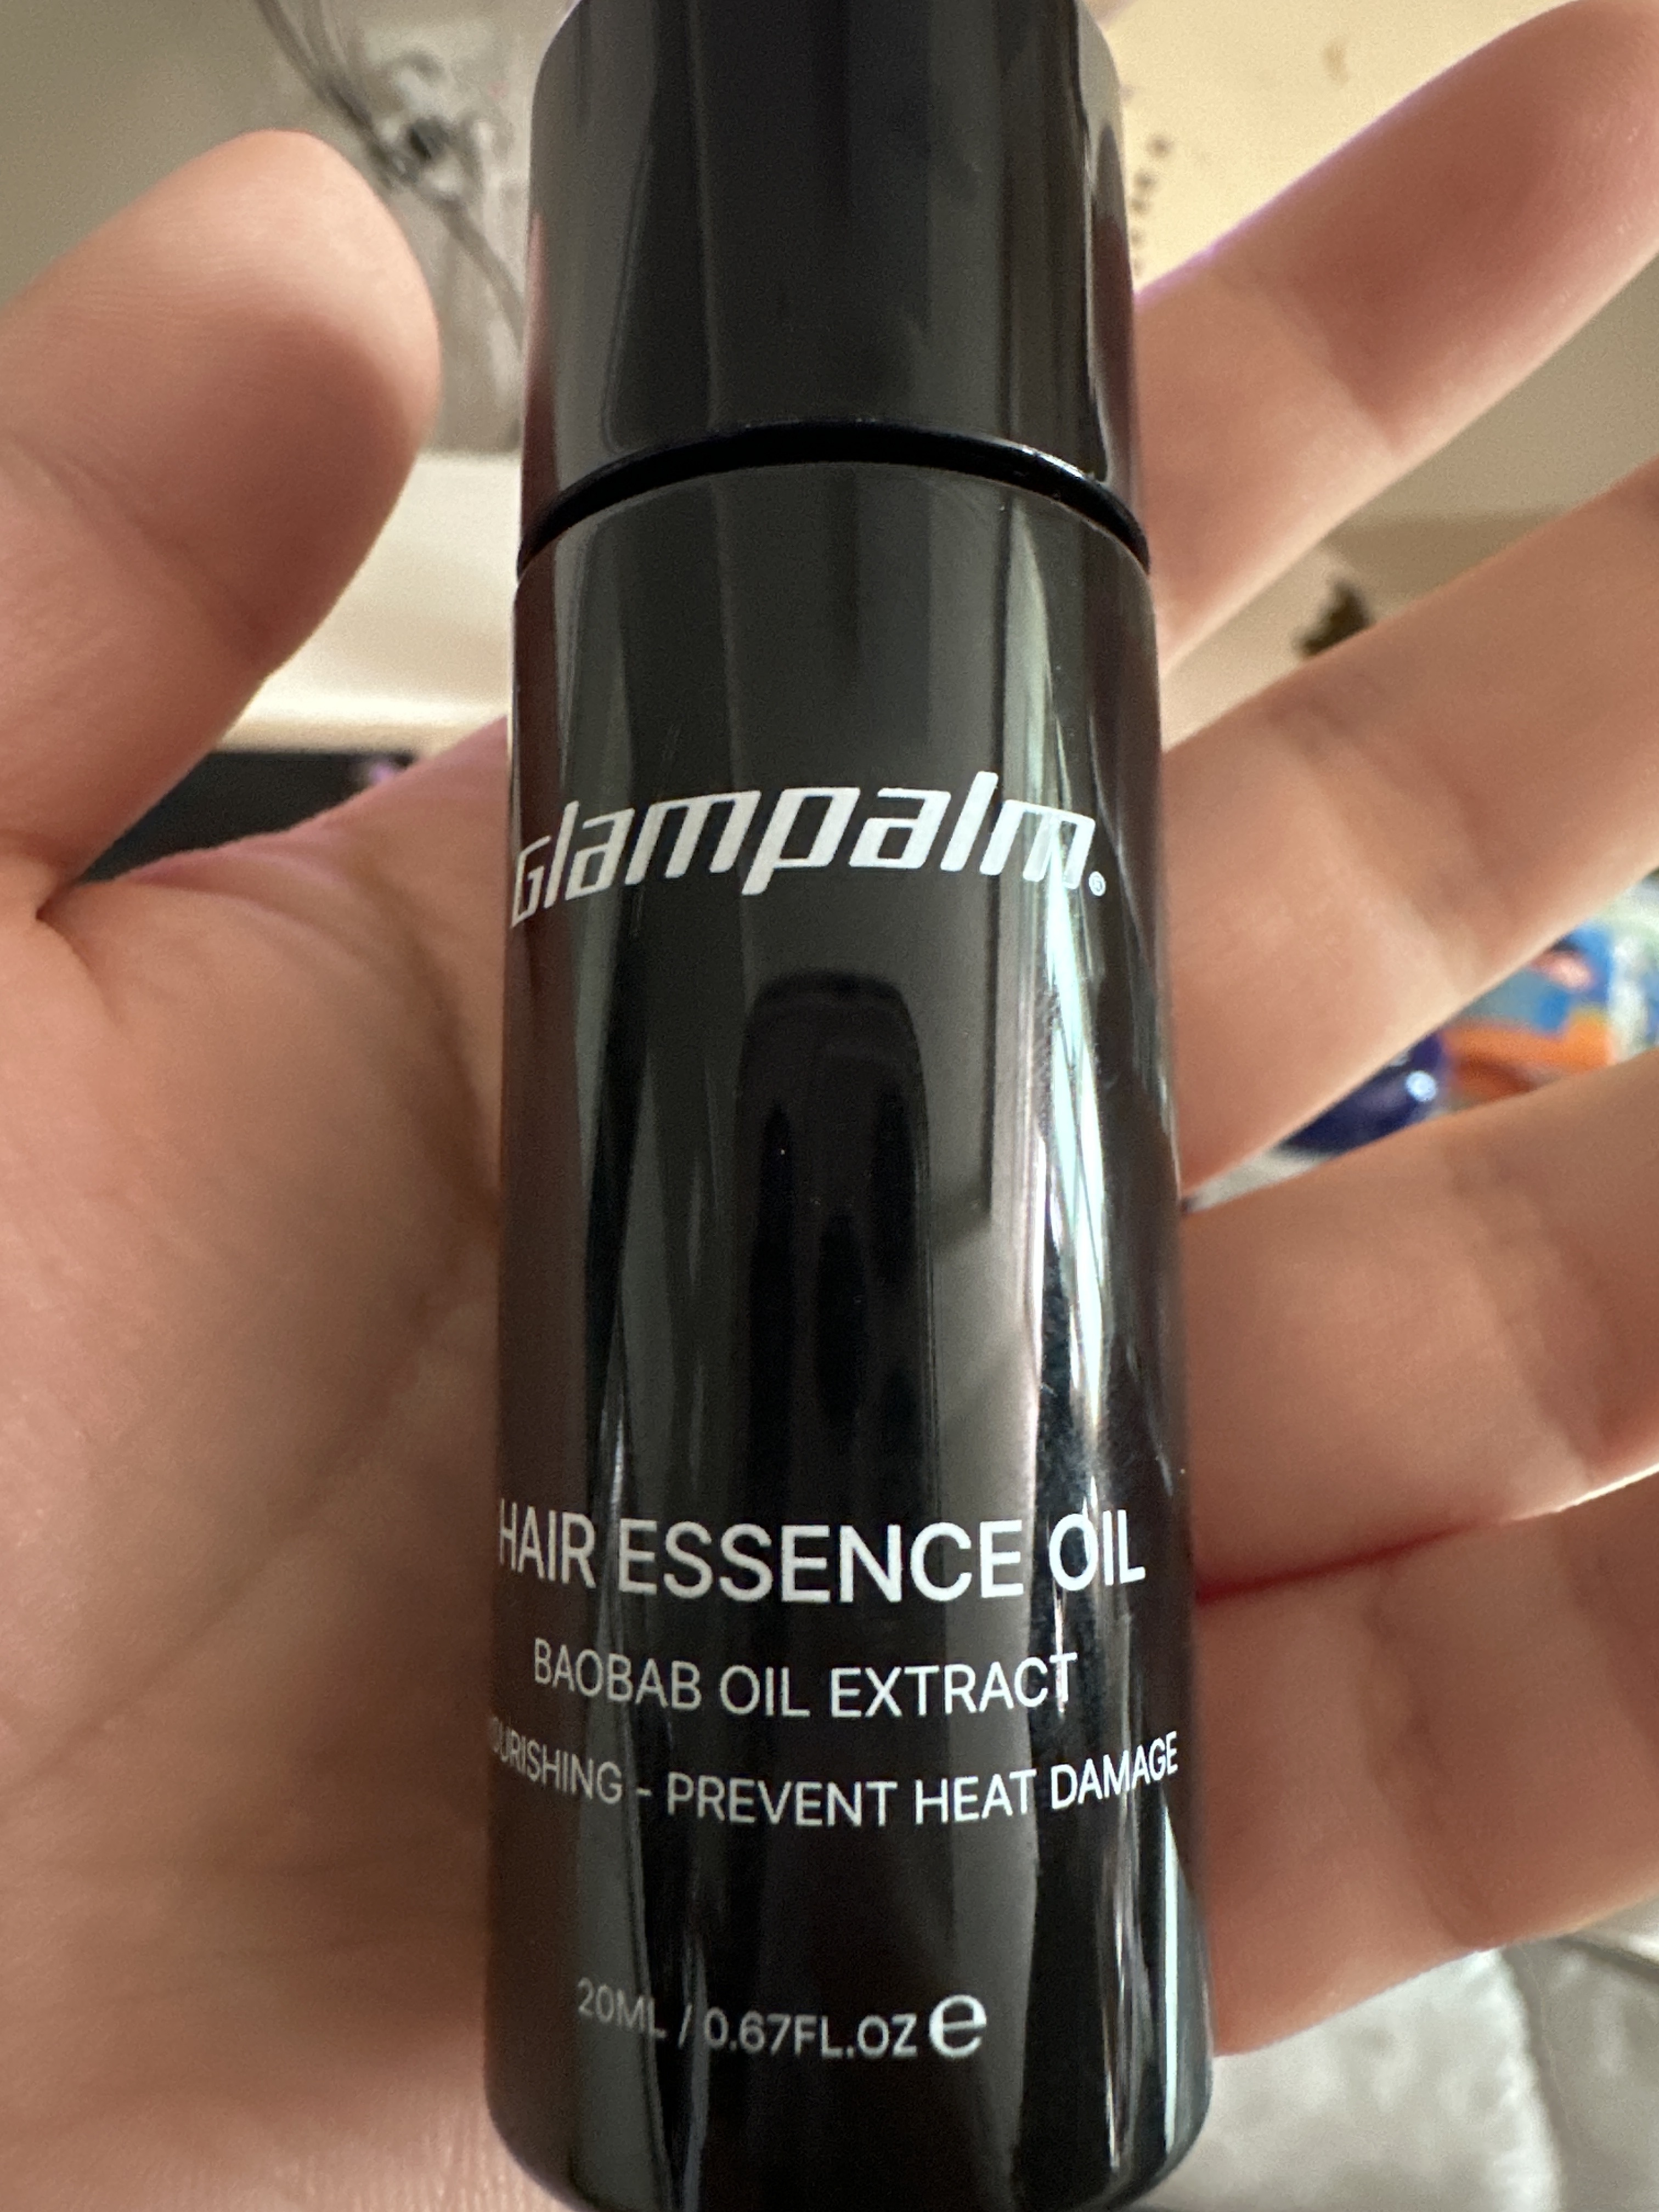 Glampalm®
HAIR ESSENCE OIL
BAOBAB OIL EXTRACT
- PREVENT HEAT DAMAGE
20ML / 0.67FL.OZ e